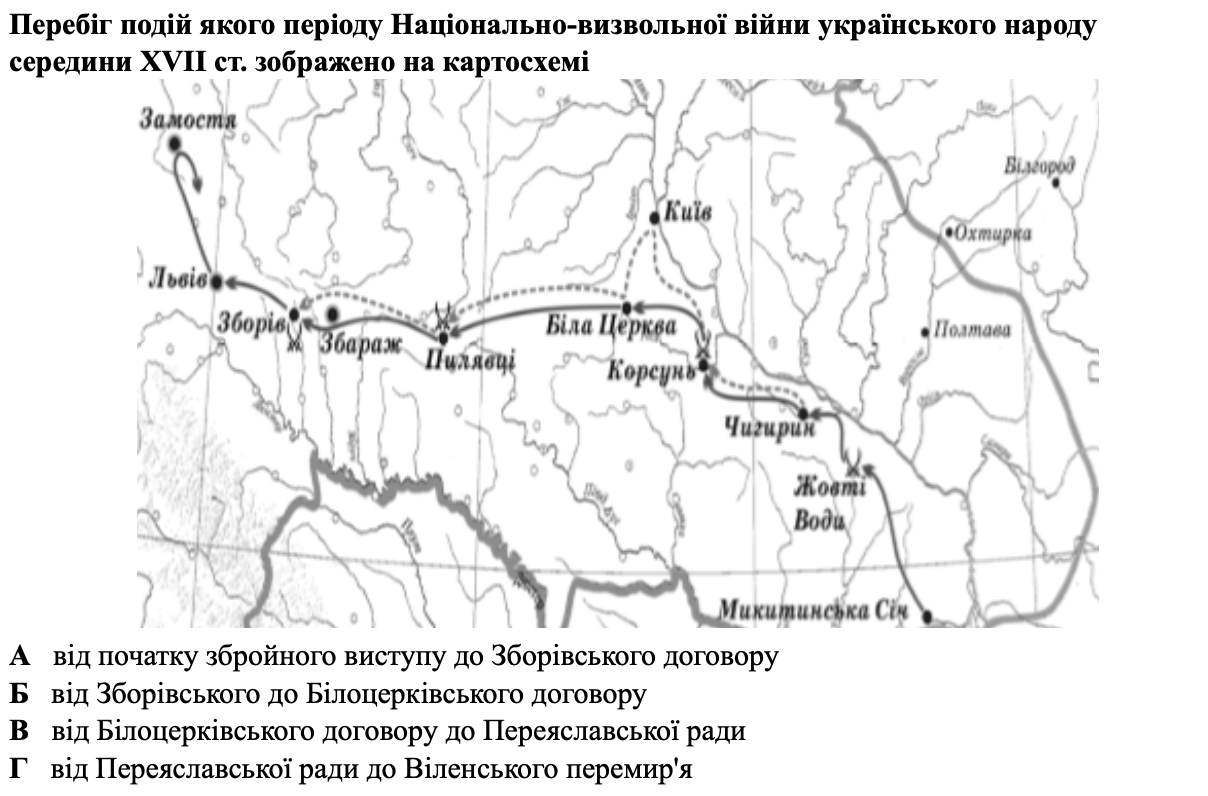 Перебіг подій якого періоду Національно-визвольної війни українського народу
середини XVII ст. зображено на картосхемі
Замостя
Білгород
Київ
Охтирка
Львів
Зборів
Збараж
Біла Церква
Полтава
Пилявці
Корсунь
Чигирин
Жовті
Води
Микитинська Січ
А від початку збройного виступу до Зборівського договору
Б від Зборівського до Білоцерківського договору
В від Білоцерківського договору до Переяславської ради
Г від Переяславської ради до Віленського перемир'я